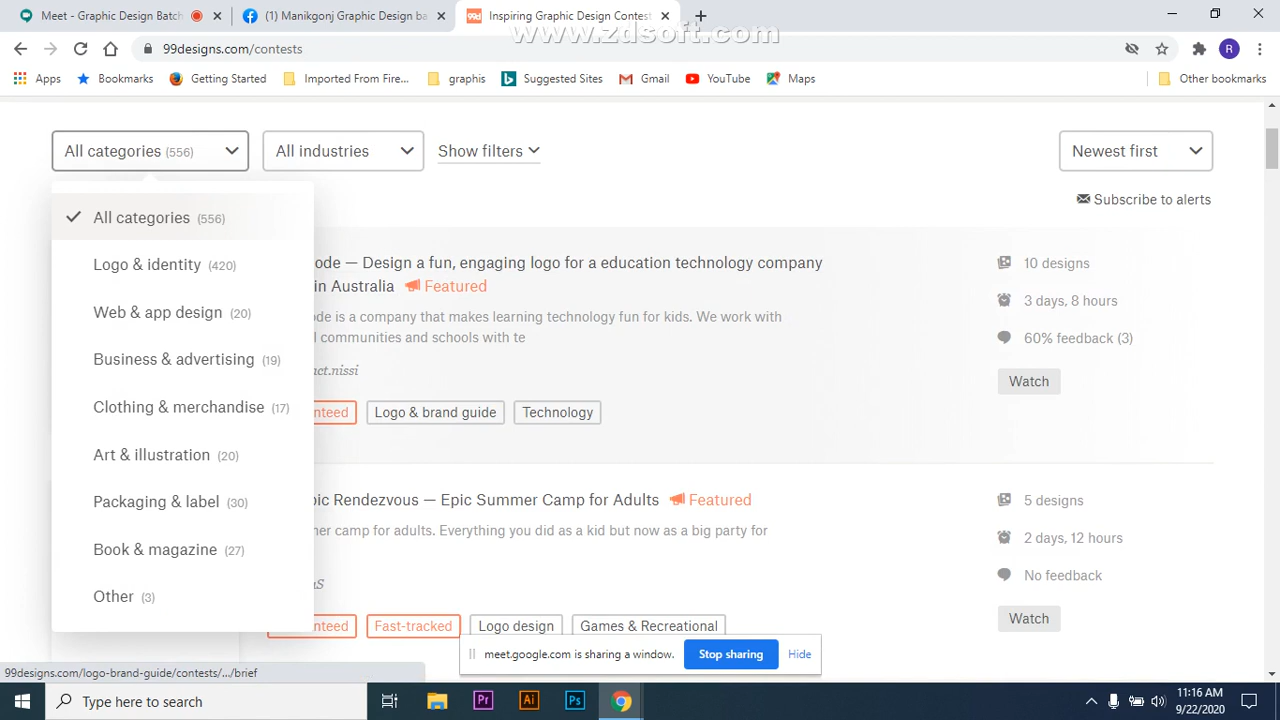 Meet - Graphic Design Batch
(1) Manikgonj Graphic Design ba
Inspiring Graphic Design Contest
www.zdsoft.com
99designs.com/contests
R
Apps
Bookmarks
Getting Started
Imported From Fire...
graphis
Suggested Sites
Gmail
YouTube
Maps
Other bookmarks
All categories (556)
All industries
Show filters
Newest first
Subscribe to alerts
All categories (556)
Logo & identity (420)
Web & app design (20)
Business & advertising (19)
Clothing & merchandise (17)
Art & illustration (20)
Packaging & label (30)
Book & magazine (27)
Other (3)
ode — Design a fun, engaging logo for a education technology company
in Australia Featured
ode is a company that makes learning technology fun for kids. We work with
communities and schools with te
act.nissi
nteed
Logo & brand guide
Technology
10 designs
3 days, 8 hours
60% feedback (3)
Watch
pic Rendezvous — Epic Summer Camp for Adults Featured
ner camp for adults. Everything you did as a kid but now as a big party for
nS
nteed
Fast-tracked
Logo design
Games & Recreational
5 designs
2 days, 12 hours
No feedback
Watch
meet.google.com is sharing a window.
Stop sharing
Hide
99designs.com/logo-brand-guide/contests/.../brief
Type here to search
Pr
Ai
Ps
11:16 AM
9/22/2020